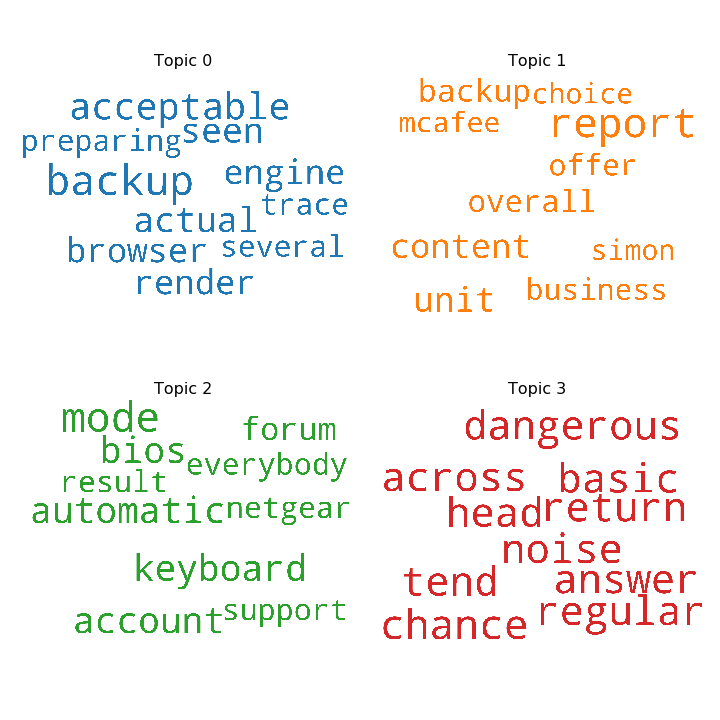 Topic 0
acceptable
seen
preparing
engine
backup
trace
actual
several
browser
render
Topic 1
backup
choice
mcafee
report
offer
overall
content
simon
business
unit
Topic 2
mode
forum
bios
everybody
result
netgear
automatic
keyboard
support
account
Topic 3
dangerous
across
basic
head
return
noise
tend
answer
regular
chance